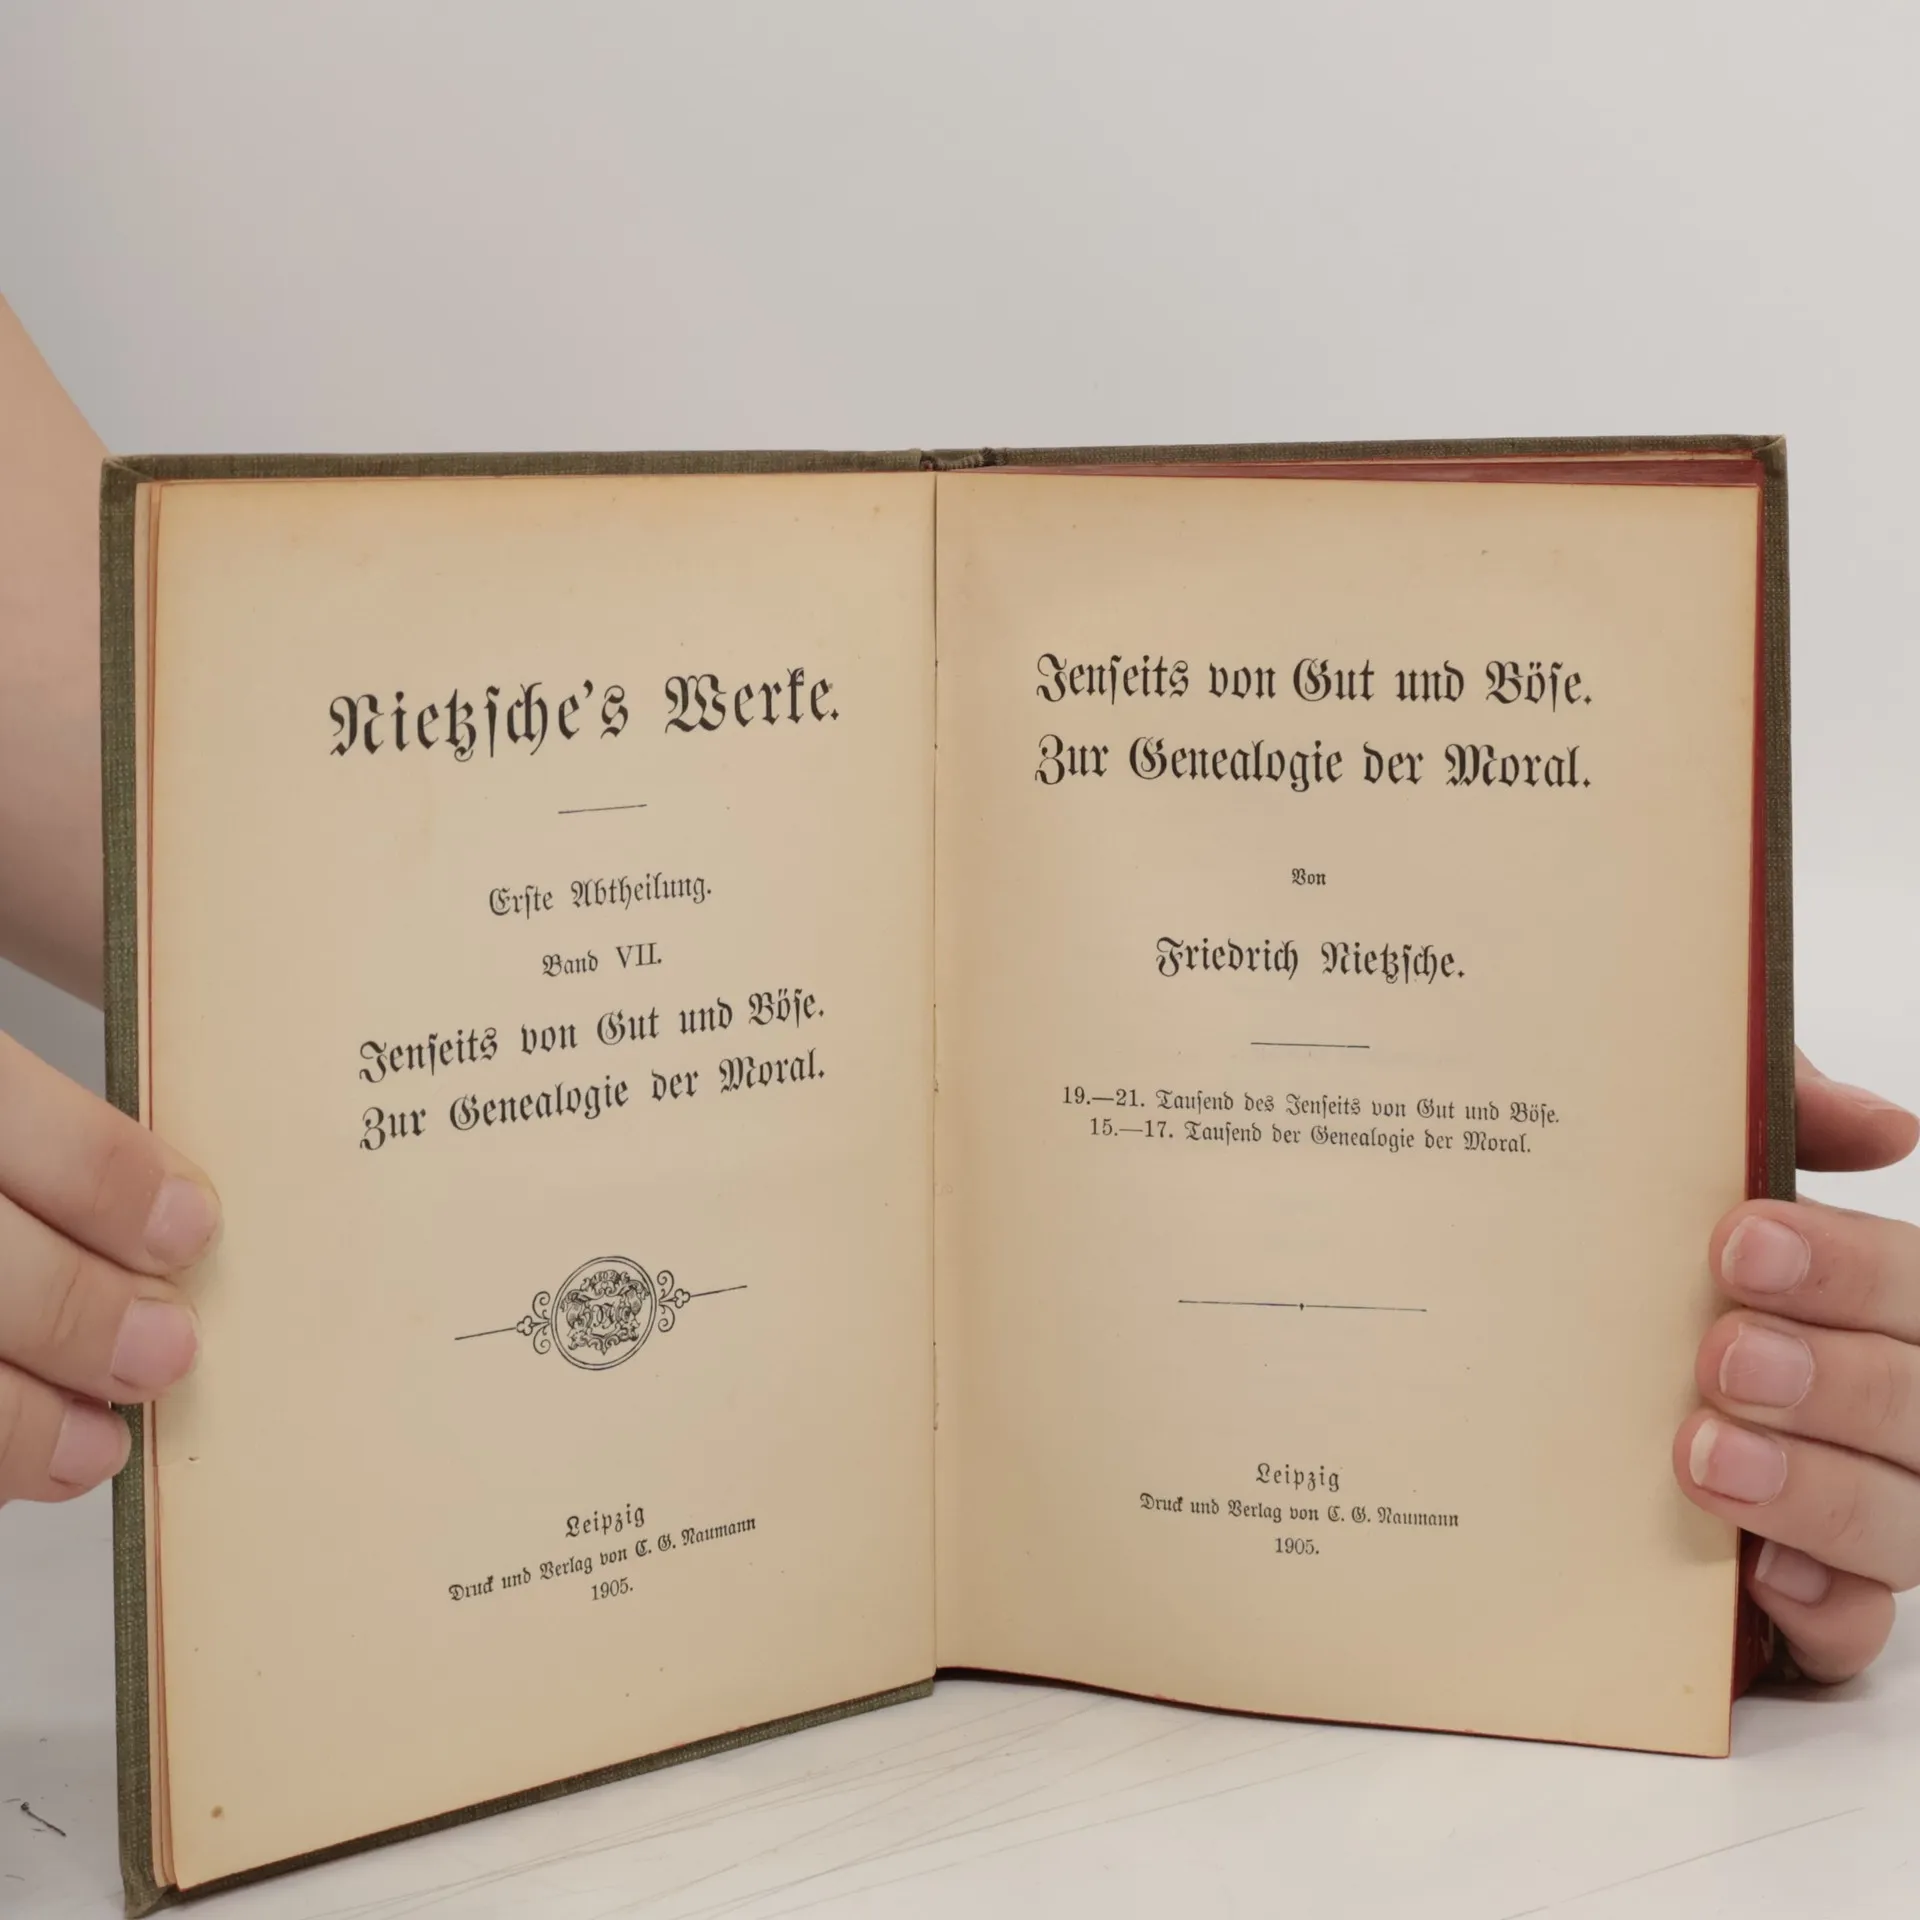 Nietzsche's Werke.
Erste Abtheilung.
Band VII.
Jenseits von Gut und Böse.
Zur Genealogie der Moral.
Leipzig
Druck und Verlag von C. G. Naumann
1905.
Jenseits von Gut und Böse.
Zur Genealogie der Moral.
Von
Friedrich Nietzsche.
19.—21. Tausend des Jenseits von Gut und Böse.
15.—17. Tausend der Genealogie der Moral.
Leipzig
Druck und Verlag von C. G. Naumann
1905.